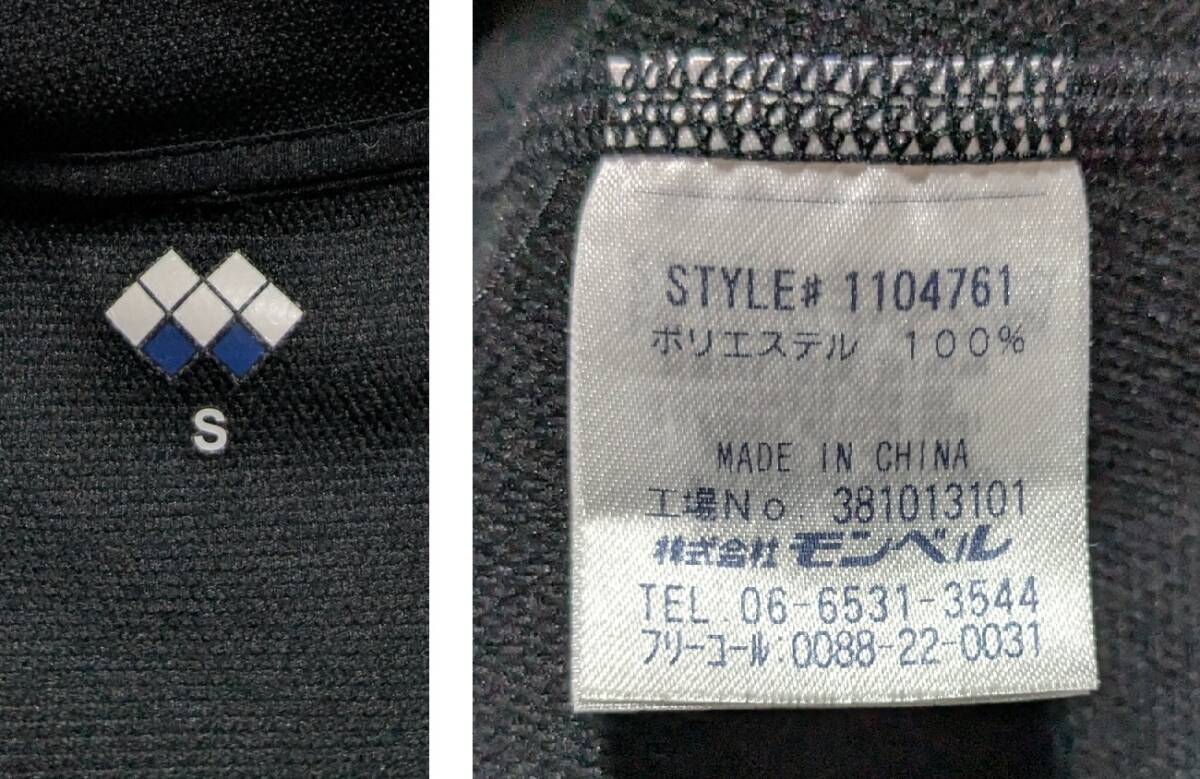 S
STYLE# 1104761
ポリエステル １００%
MADE IN CHINA
工場Ｎｏ. 381013101
株式会社 モンベル
TEL.06-6531-3544
フリーコール:0088-22-0031